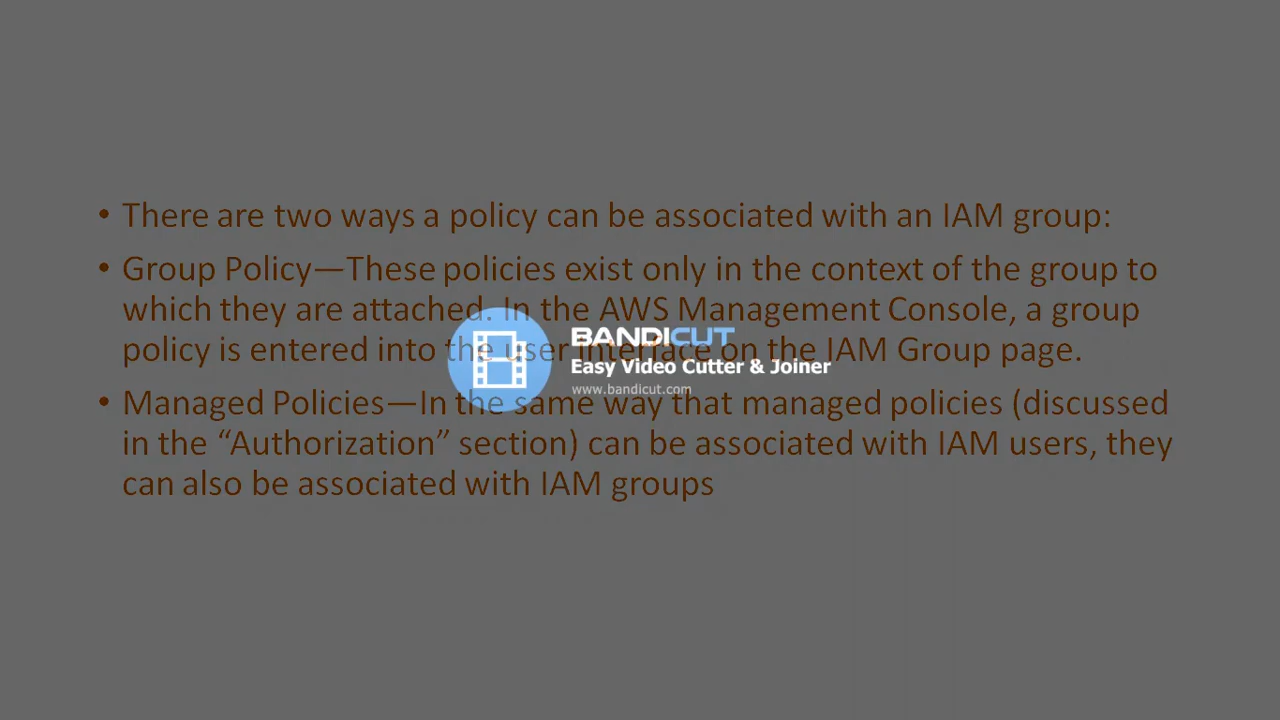 • There are two ways a policy can be associated with an IAM group:
• Group Policy—These policies exist only in the context of the group to
which they are attached. In the AWS Management Console, a group
policy is entered into the user interface on the IAM Group page.
BANDICUT
Easy Video Cutter & Joiner
www.bandicut.com
• Managed Policies—In the same way that managed policies (discussed
in the “Authorization” section) can be associated with IAM users, they
can also be associated with IAM groups